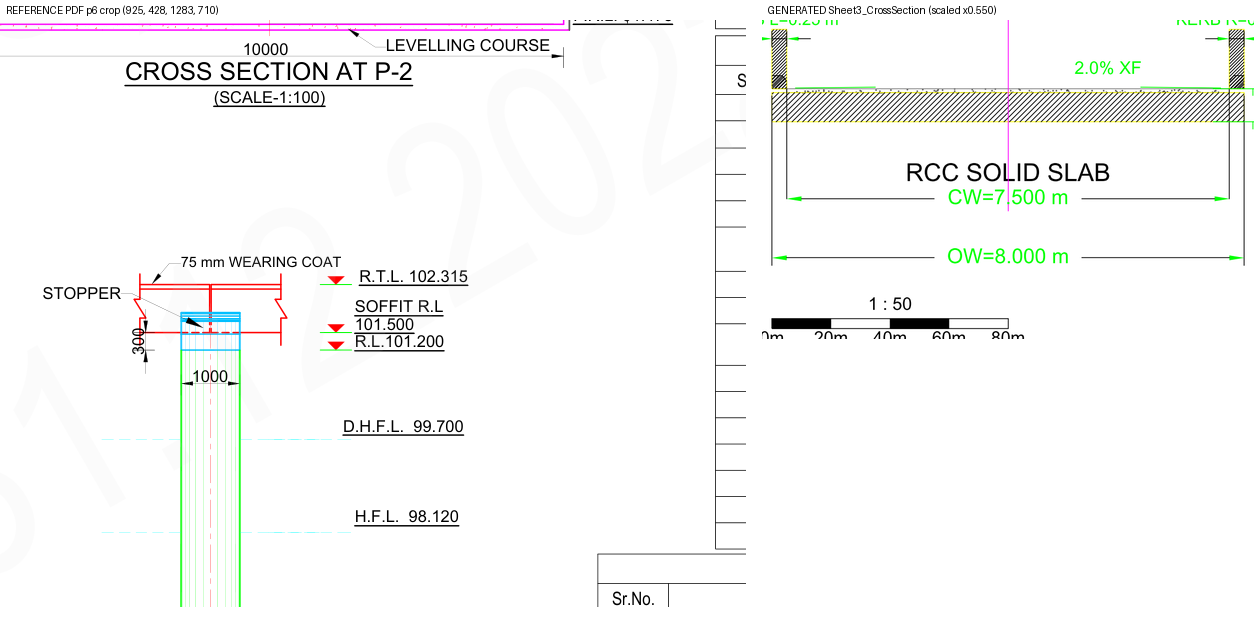 REFERENCE PDF p6 crop (925, 428, 1283, 710)
10000
LEVELLING COURSE
CROSS SECTION AT P-2
(SCALE-1:100)
75 mm WEARING COAT
R.T.L. 102.315
STOPPER
SOFFIT R.L
101.500
R.L.101.200
300
1000
D.H.F.L. 99.700
H.F.L. 98.120
S
Sr.No.
GENERATED Sheet3_CrossSection (scaled x0.550)
2.0% XF
RCC SOLID SLAB
CW=7.500 m
OW=8.000 m
1 : 50
0m 20m 40m 60m 80m